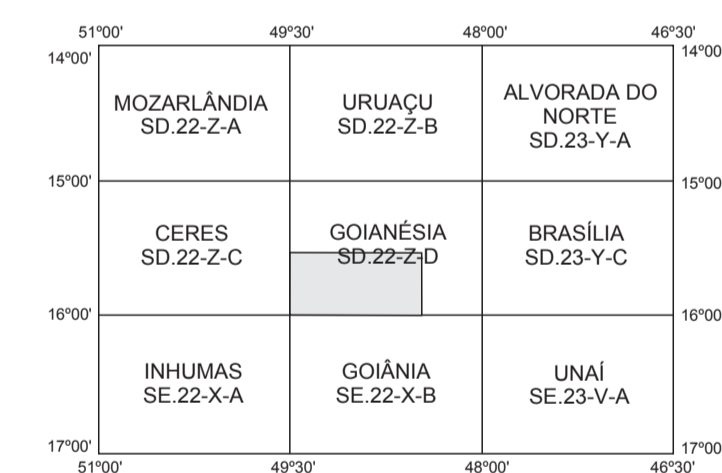 51º00' 49º30' 48º00' 46º30'
14º00' 14º00
MOZARLÂNDIA
SD.22-Z-A
URUAÇU
SD.22-Z-B
ALVORADA DO
NORTE
SD.23-Y-A
15º00' 15º00
CERES
SD.22-Z-C
GOIANÉSIA
SD.22-Z-D
BRASÍLIA
SD.23-Y-C
16º00' 16º00
INHUMAS
SE.22-X-A
GOIÂNIA
SE.22-X-B
UNAÍ
SE.23-V-A
17º00' 17º00
51º00' 49º30' 48º00' 46º30'